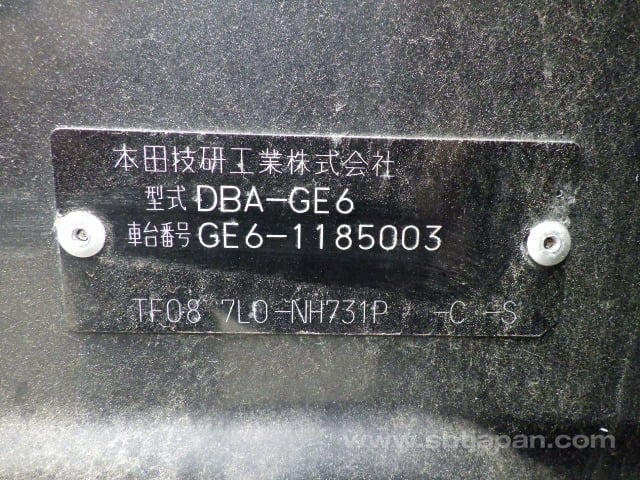 本田技研工業株式会社
型式 DBA-GE6
車台番号 GE6-1185003
TF08 7L0-NH731P -C -S
www.sbtjapan.com